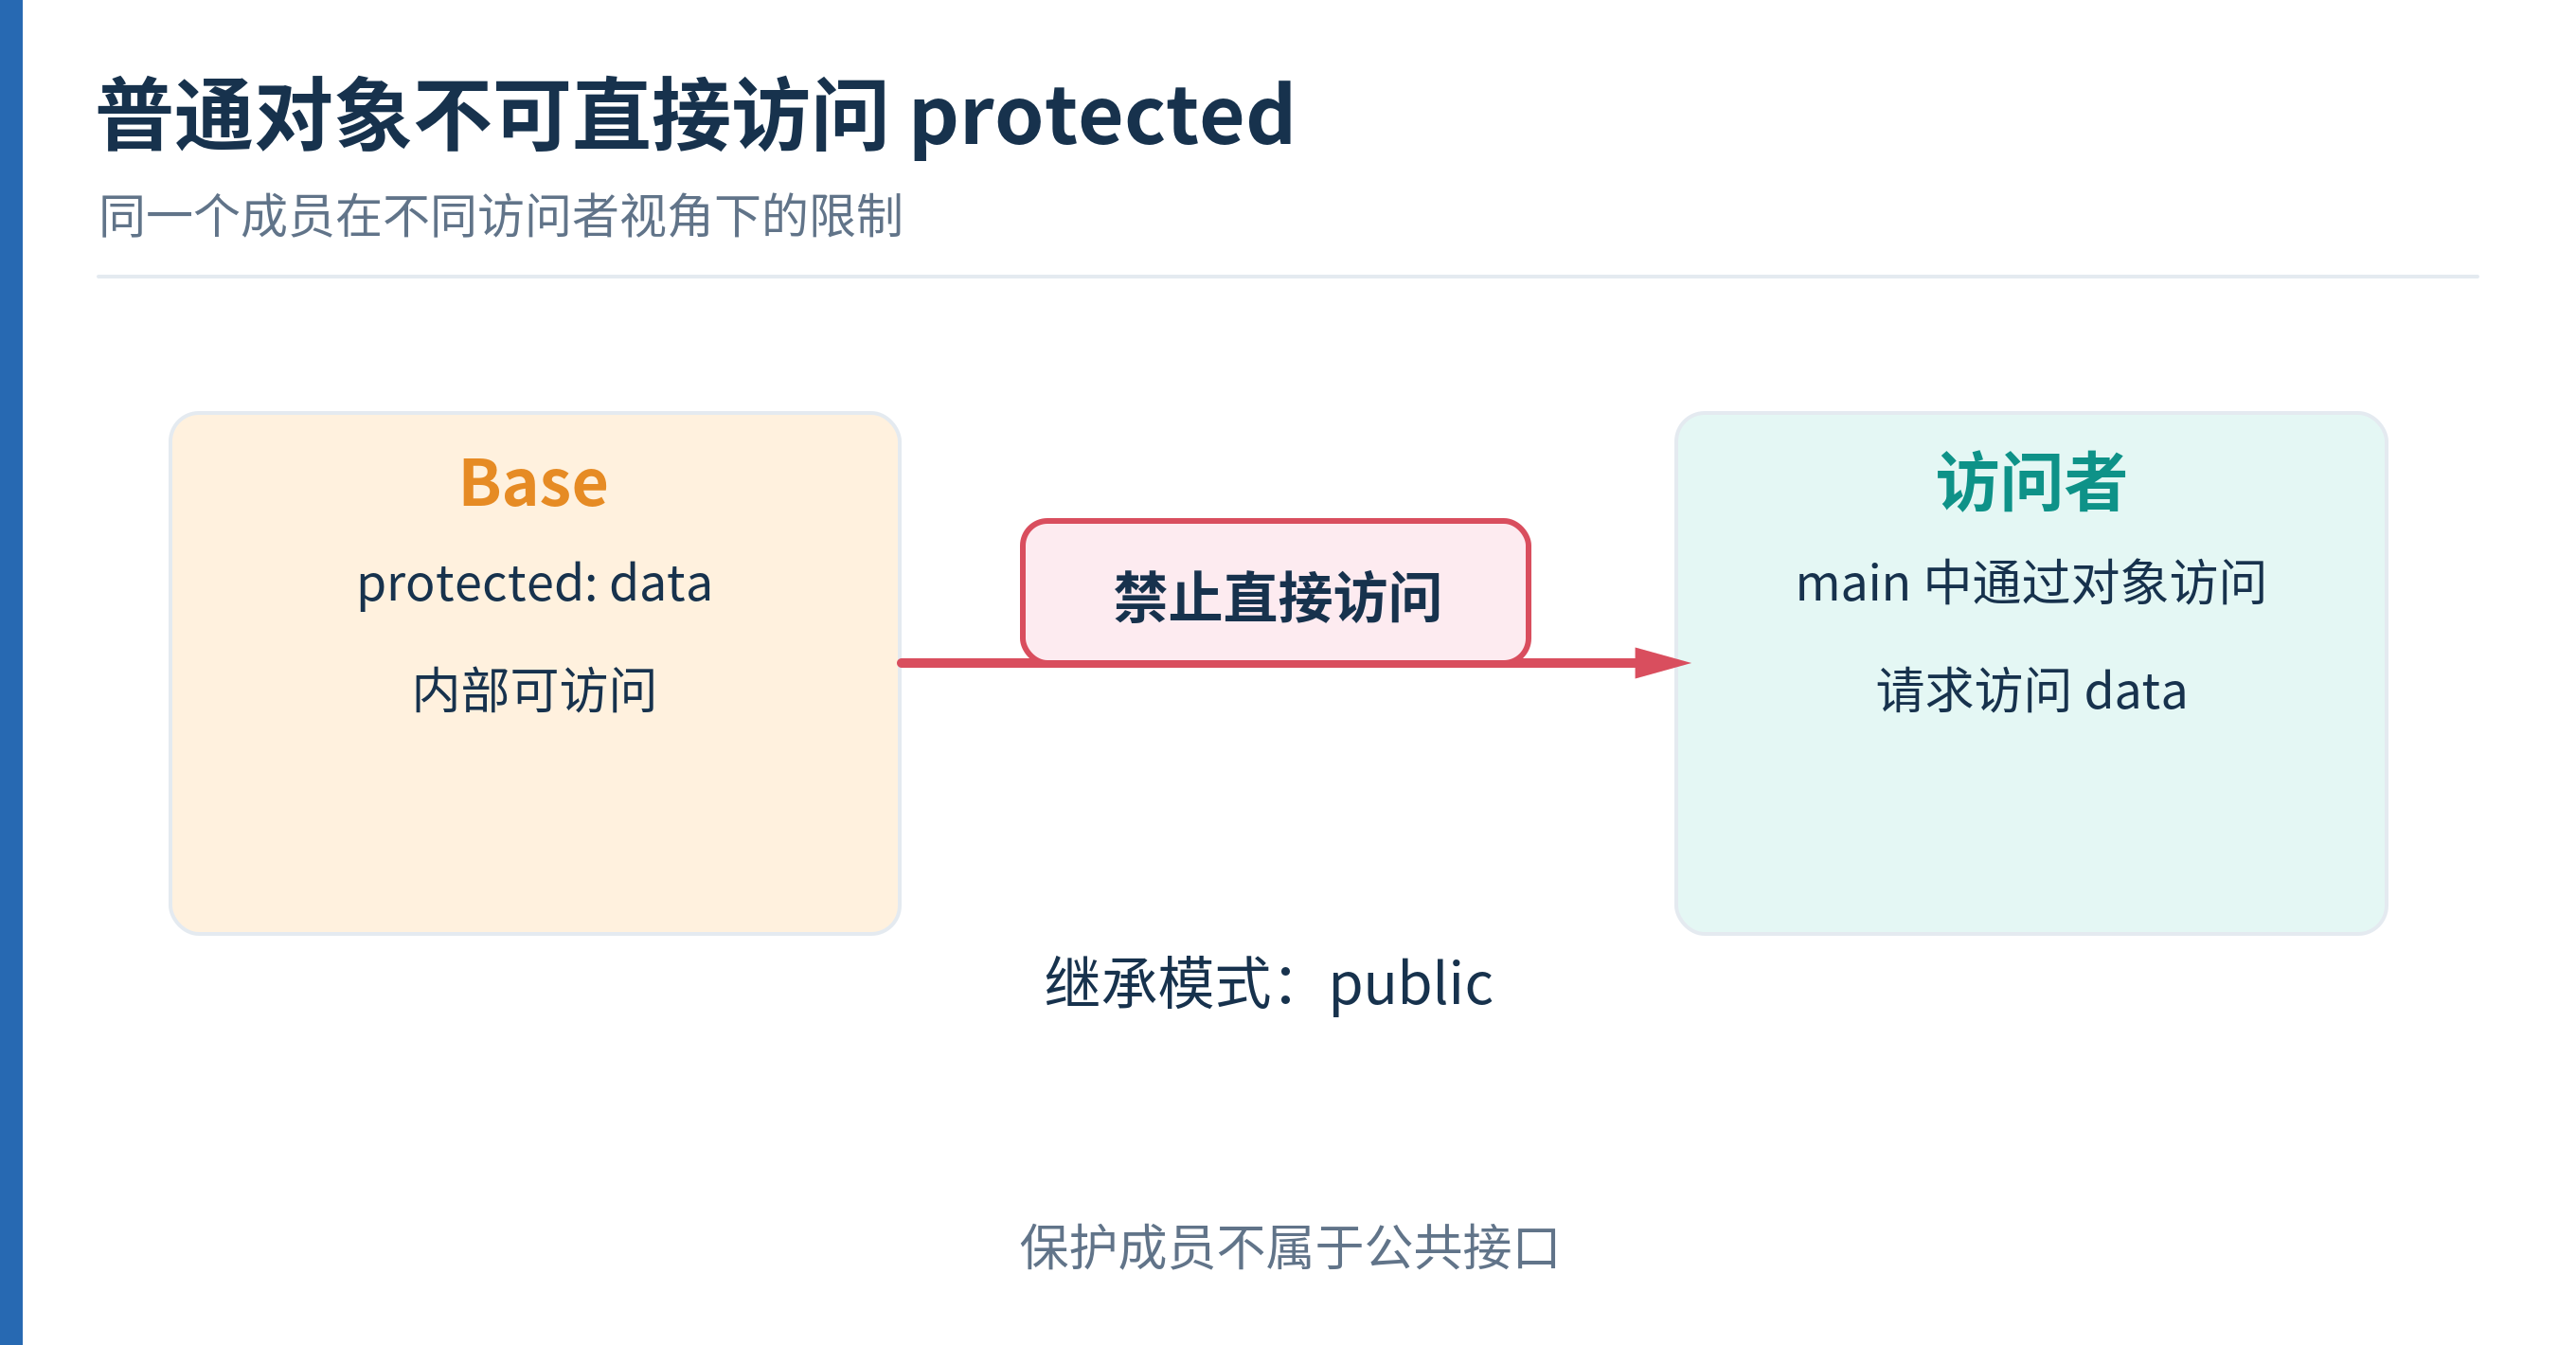 普通对象不可直接访问 protected
同一个成员在不同访问者视角下的限制
Base
protected: data
内部可访问
禁止直接访问
访问者
main 中通过对象访问
请求访问 data
继承模式：public
保护成员不属于公共接口